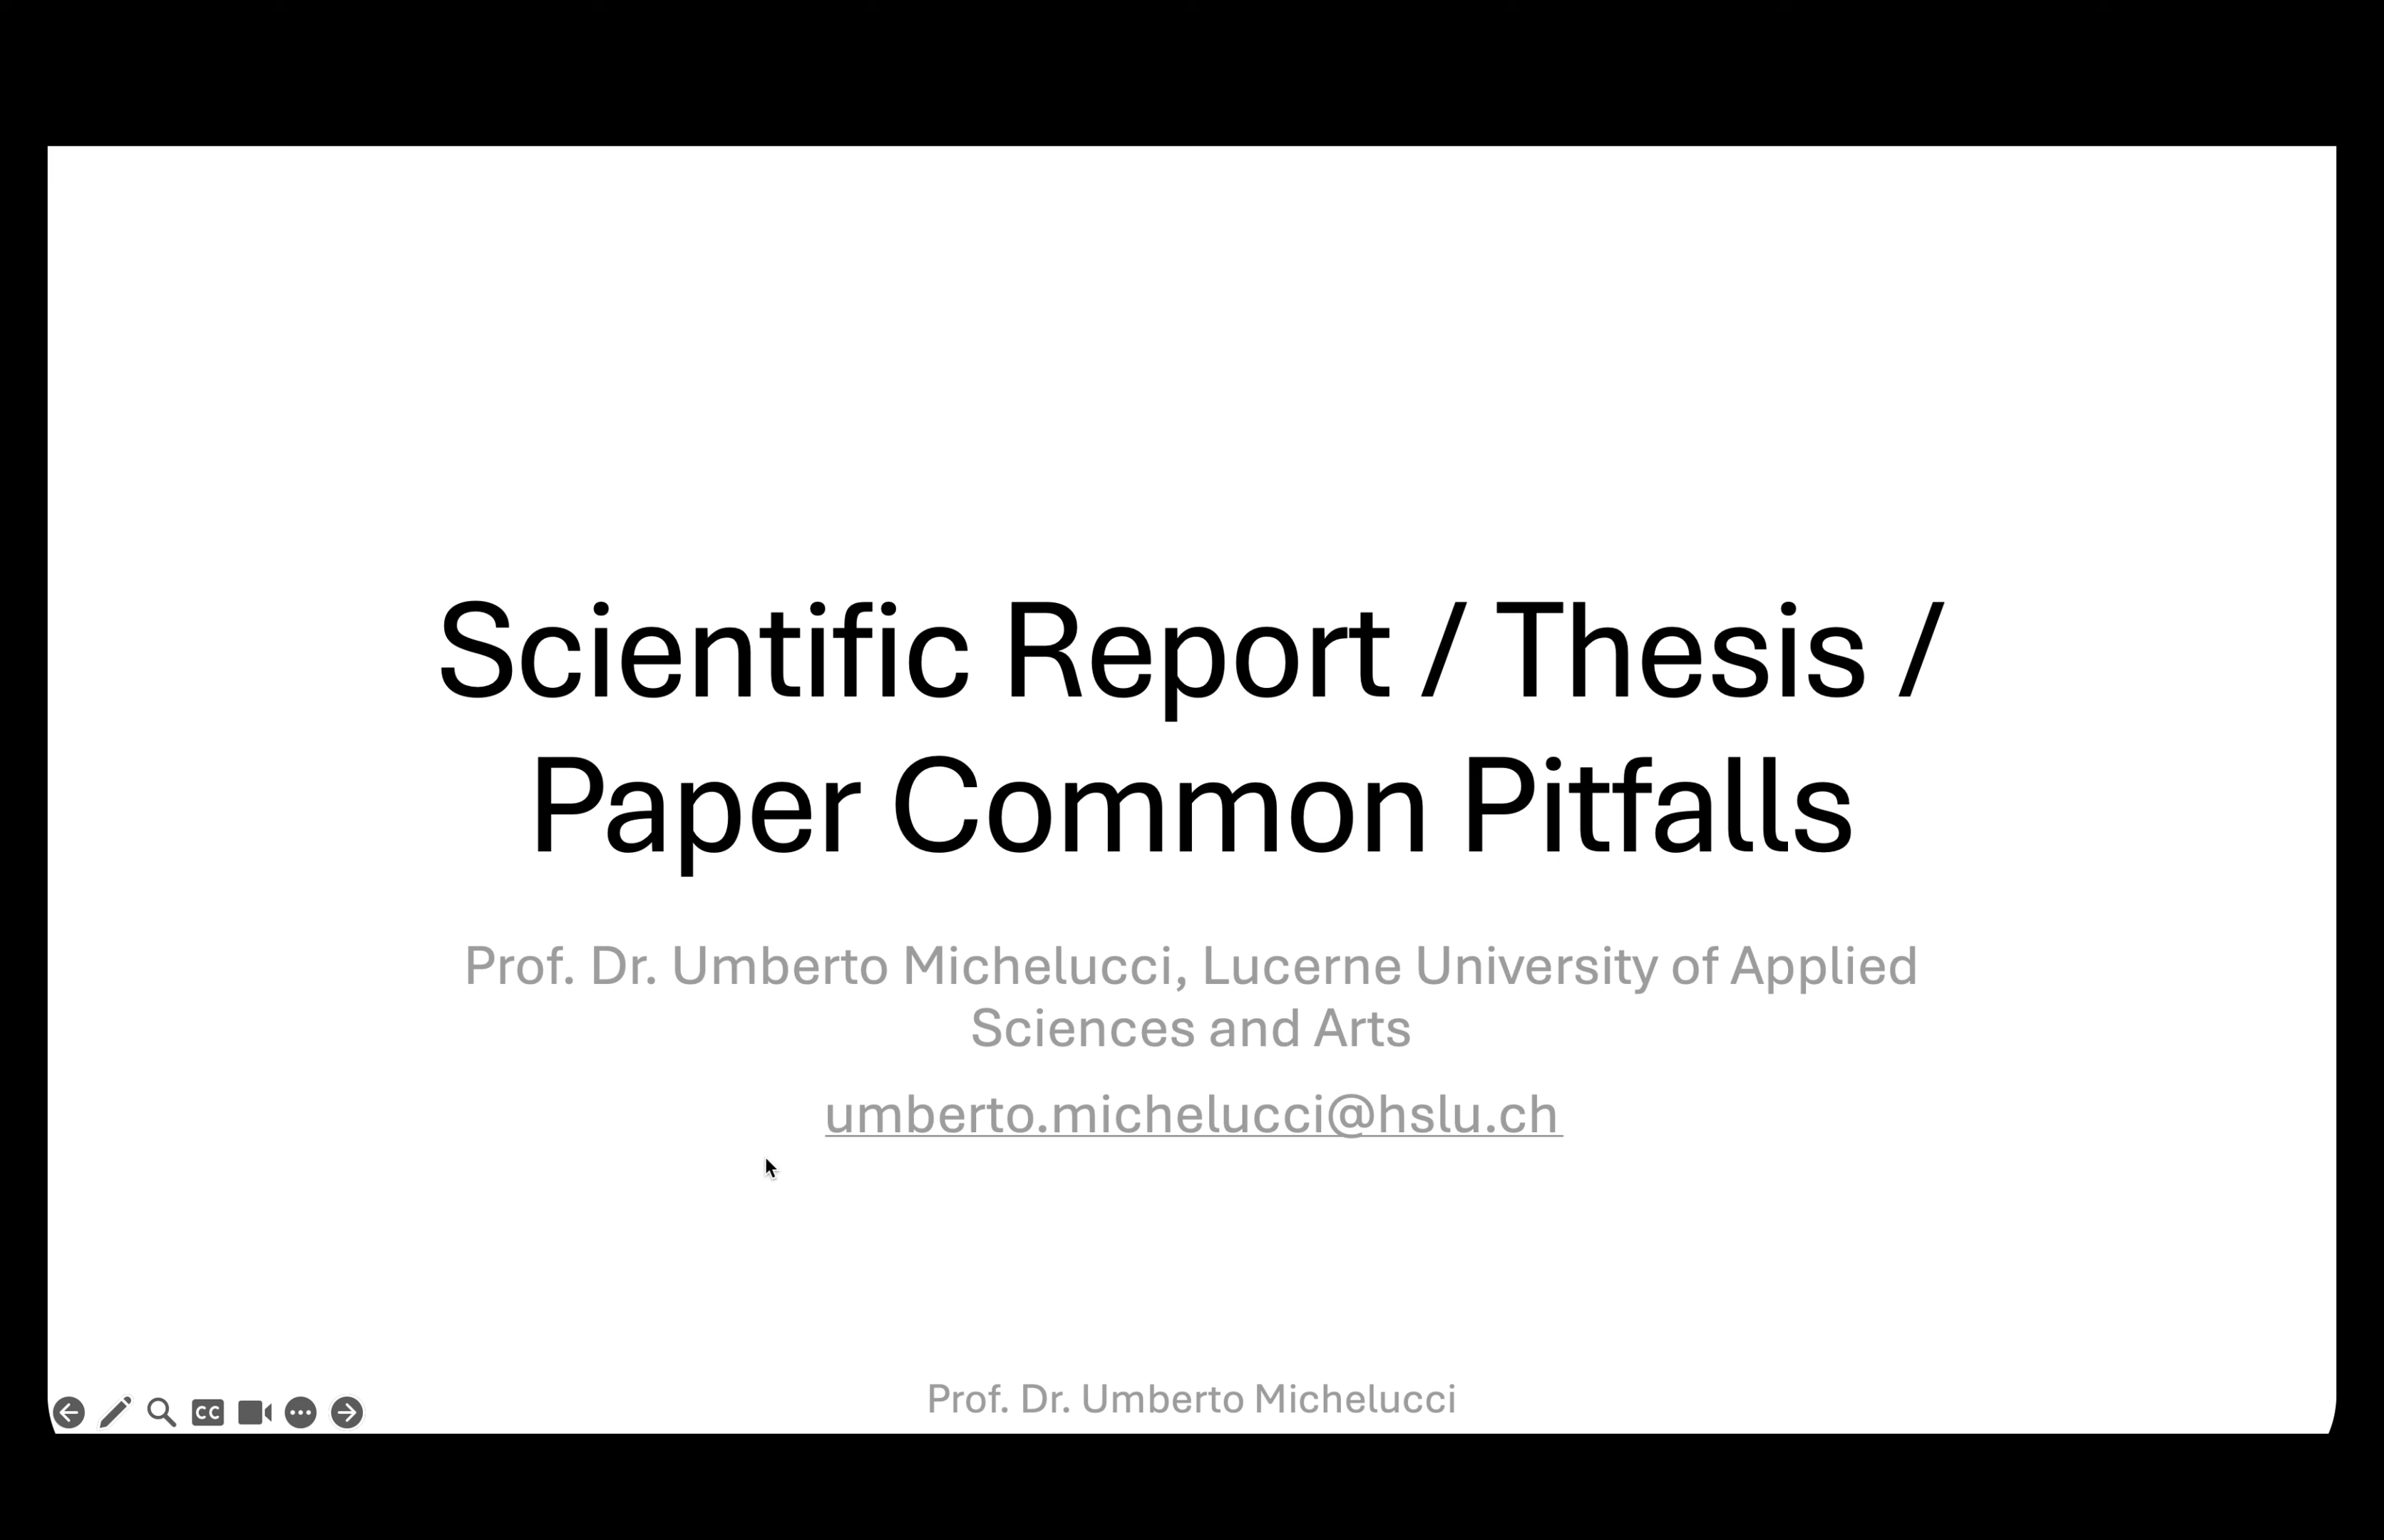 Scientific Report / Thesis /
Paper Common Pitfalls
Prof. Dr. Umberto Michelucci, Lucerne University of Applied
Sciences and Arts
umberto.michelucci@hslu.ch
CC
Prof. Dr. Umberto Michelucci